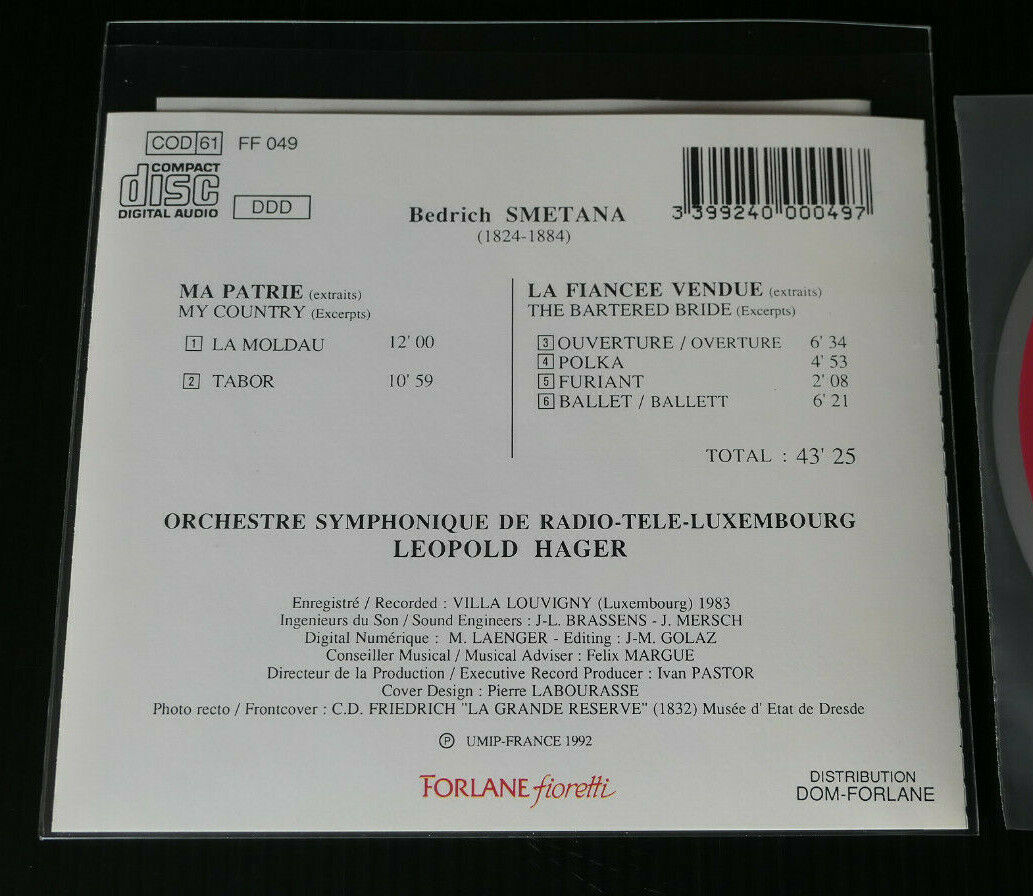 COD 61 FF 049
COMPACT
disc
DIGITAL AUDIO
DDD
3 399240 000497
Bedrich SMETANA
(1824-1884)
MA PATRIE (extraits)
MY COUNTRY (Excerpts)
1 LA MOLDAU 12' 00
2 TABOR 10' 59
LA FIANCEE VENDUE (extraits)
THE BARTERED BRIDE (Excerpts)
3 OUVERTURE / OVERTURE 6' 34
4 POLKA 4' 53
5 FURIANT 2' 08
6 BALLET / BALLETT 6' 21
TOTAL : 43' 25
ORCHESTRE SYMPHONIQUE DE RADIO-TELE-LUXEMBOURG
LEOPOLD HAGER
Enregistré / Recorded : VILLA LOUVIGNY (Luxembourg) 1983
Ingenieurs du Son / Sound Engineers : J-L. BRASSENS - J. MERSCH
Digital Numérique : M. LAENGER - Editing : J-M. GOLAZ
Conseiller Musical / Musical Adviser : Felix MARGUE
Directeur de la Production / Executive Record Producer : Ivan PASTOR
Cover Design : Pierre LABOURASSE
Photo recto / Frontcover : C.D. FRIEDRICH "LA GRANDE RESERVE" (1832) Musée d' Etat de Dresde
℗ UMIP-FRANCE 1992
FORLANE fioretti
DISTRIBUTION
DOM-FORLANE